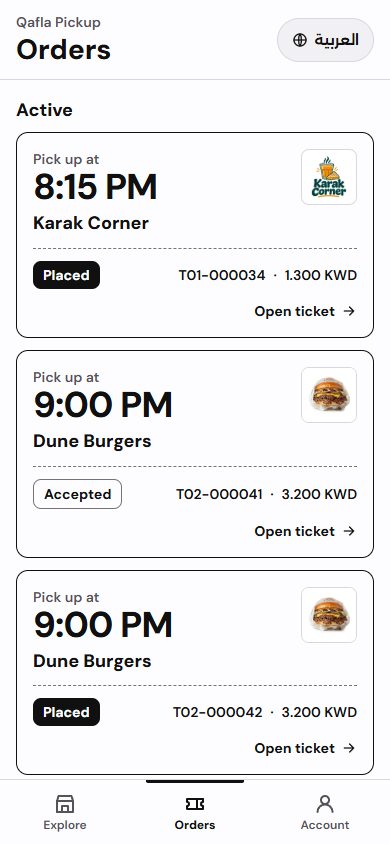 Qafla Pickup
Orders
العربية
Active
Pick up at
8:15 PM
Karak Corner
Karak
Corner
Placed
T01-000034 · 1.300 KWD
Open ticket →
Pick up at
9:00 PM
Dune Burgers
Accepted
T02-000041 · 3.200 KWD
Open ticket →
Pick up at
9:00 PM
Dune Burgers
Placed
T02-000042 · 3.200 KWD
Open ticket →
Explore
Orders
Account